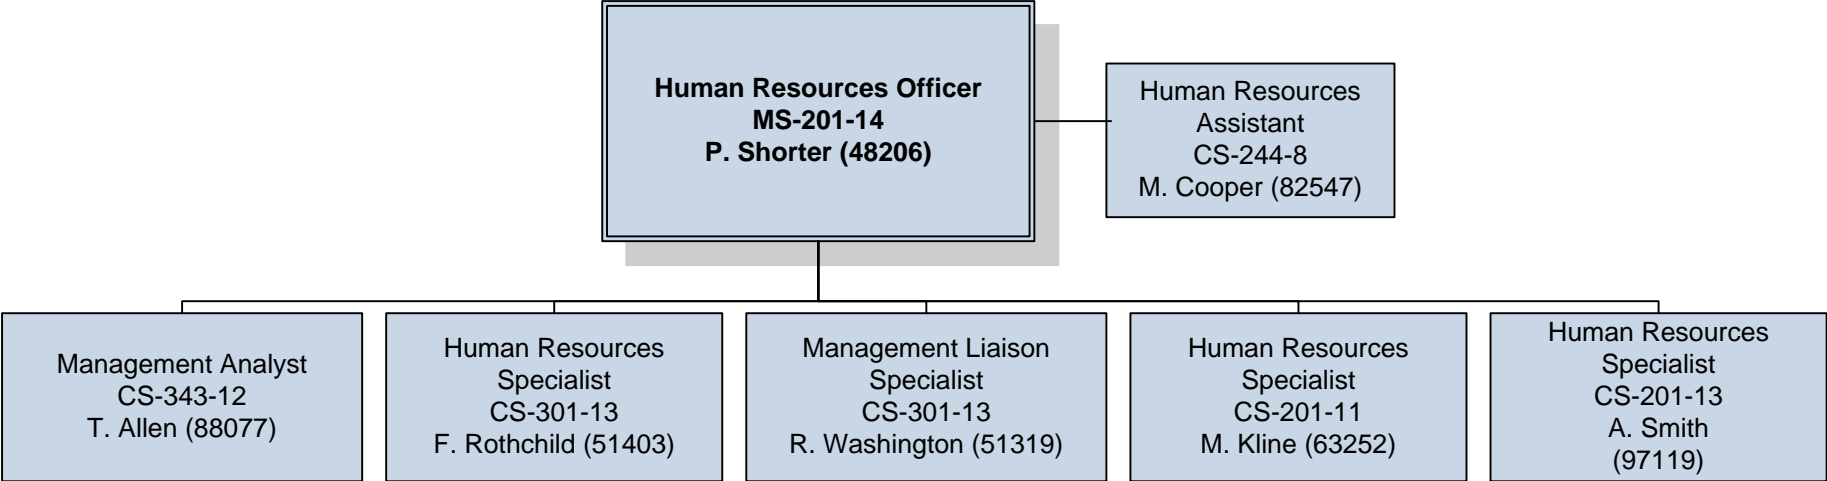 Human Resources Officer
MS-201-14
P. Shorter (48206)
Human Resources
Assistant
CS-244-8
M. Cooper (82547)
Management Analyst
CS-343-12
T. Allen (88077)
Human Resources
Specialist
CS-301-13
F. Rothchild (51403)
Management Liaison
Specialist
CS-301-13
R. Washington (51319)
Human Resources
Specialist
CS-201-11
M. Kline (63252)
Human Resources
Specialist
CS-201-13
A. Smith
(97119)